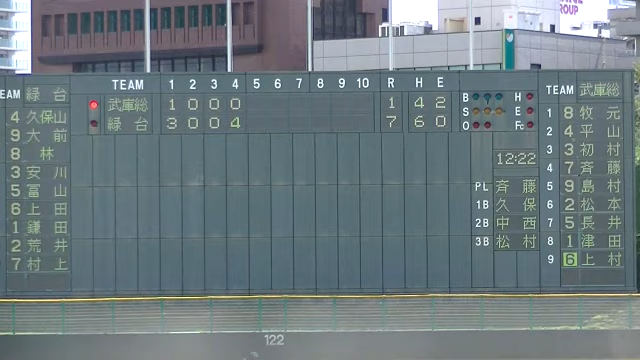 GROUP
TEAM 緑台
4 久保山
9 大前
8 林
3 安川
5 冨山
6 上田
1 鎌田
2 荒井
7 村上
TEAM 1 2 3 4 5 6 7 8 9 10 R H E
武庫総 1 0 0 0 1 4 2
緑台 3 0 0 4 7 6 0
B H
S E
O Fc
12:22
PL 斉藤
1B 久保
2B 中西
3B 松村
TEAM 武庫総
1 8 牧元
2 4 平山
3 3 初村
4 7 斉藤
5 9 島村
6 2 松本
7 5 長井
8 1 津田
9 6 上村
122